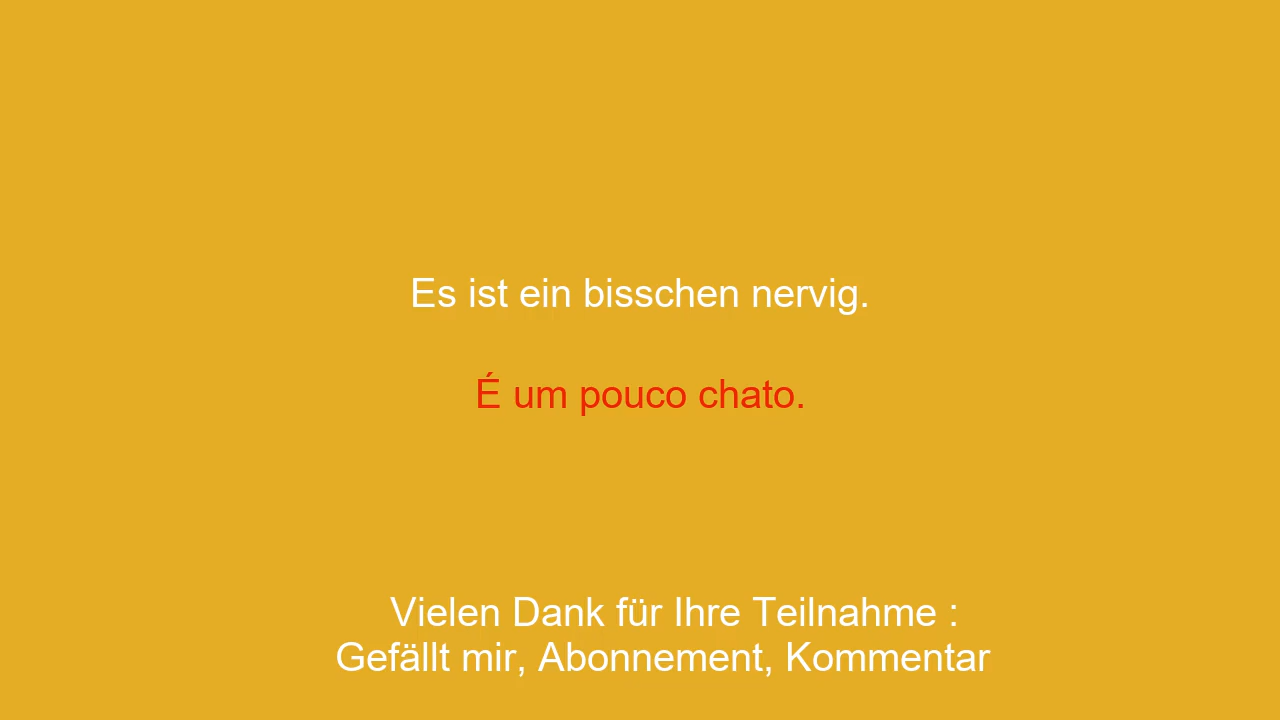 Es ist ein bisschen nervig.
É um pouco chato.
Vielen Dank für Ihre Teilnahme :
Gefällt mir, Abonnement, Kommentar